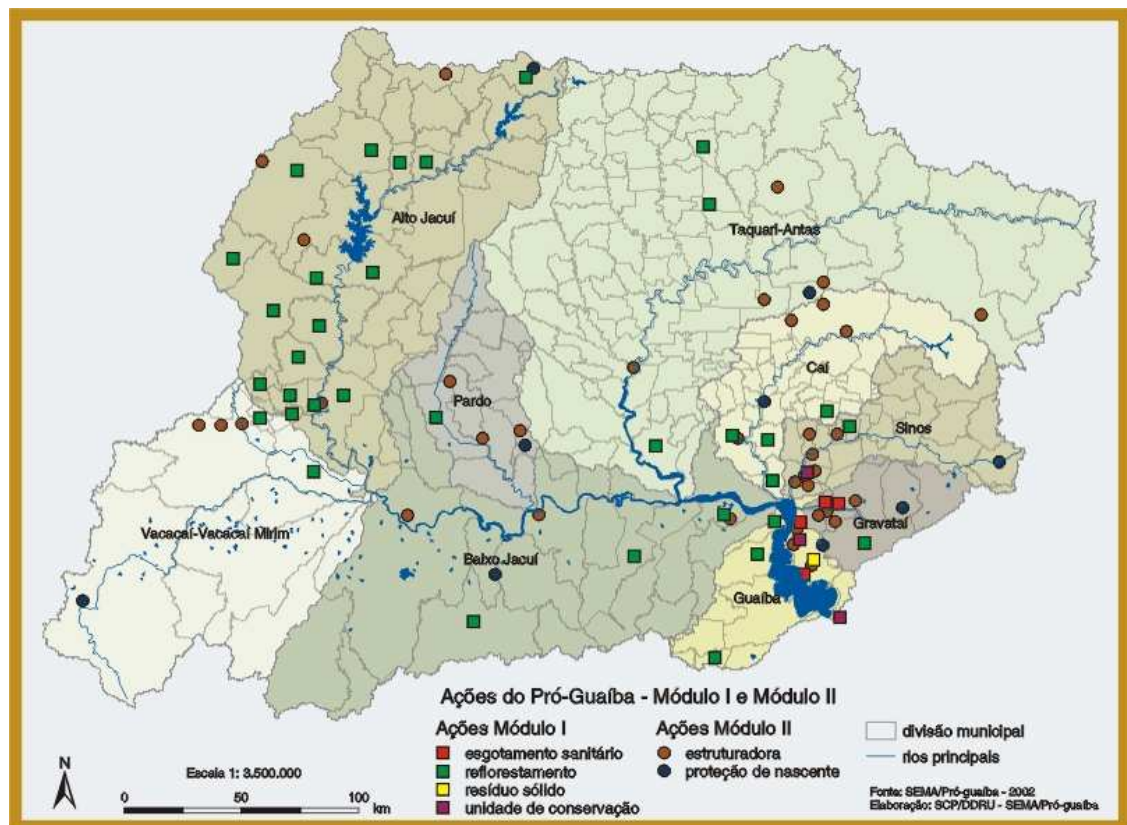 Alto Jacuí
Taquari-Antas
Caí
Pardo
Sinos
Gravataí
Vacacaí-Vacacaí Mirim
Baixo Jacuí
Guaíba
Ações do Pró-Guaíba - Módulo I e Módulo II
Ações Módulo I
esgotamento sanitário
reflorestamento
resíduo sólido
unidade de conservação
Ações Módulo II
estruturadora
proteção de nascente
divisão municipal
rios principais
N
Escala 1: 3.500.000
0 50 100
km
Fonte: SEMA/Pró-guaíba - 2002
Elaboração: SCP/DDRU - SEMA/Pró-guaíba